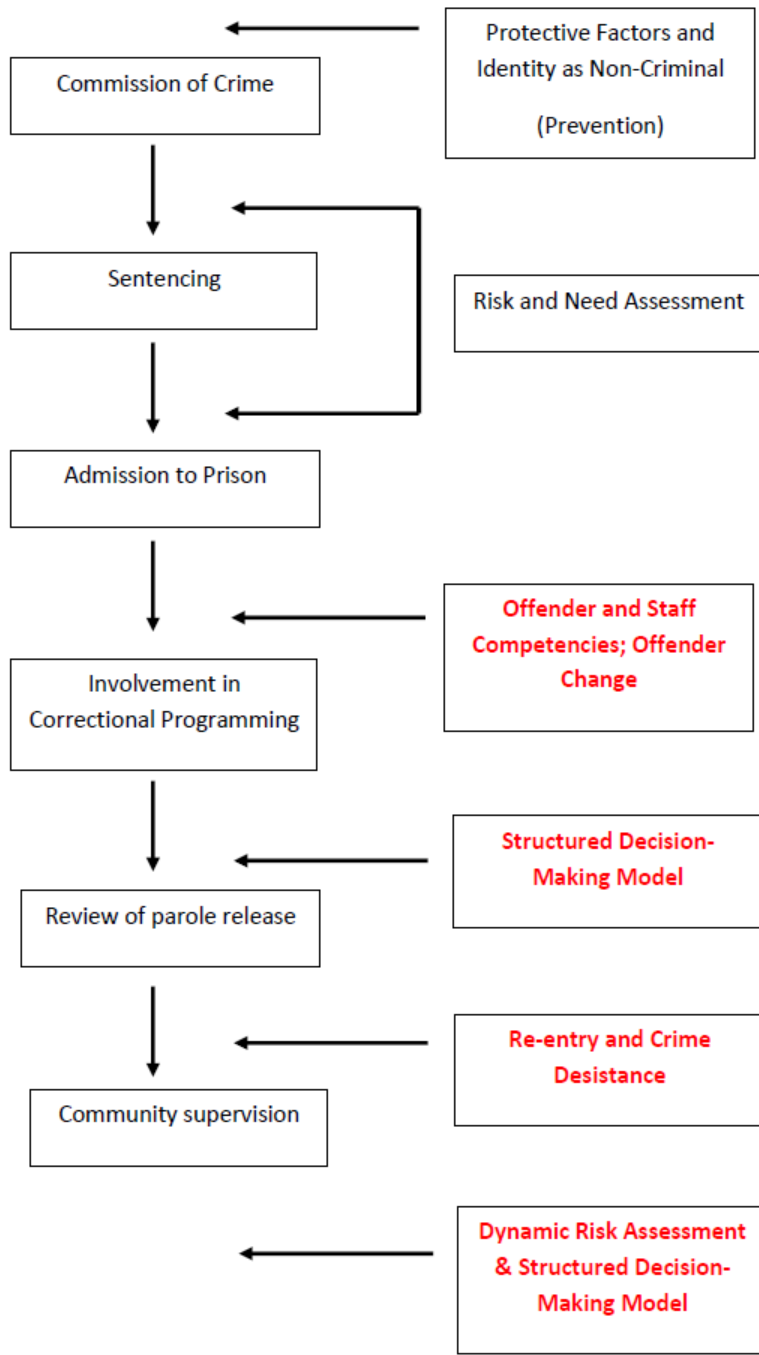 Protective Factors and
Identity as Non-Criminal
(Prevention)
Commission of Crime
Sentencing
Risk and Need Assessment
Admission to Prison
Offender and Staff
Competencies; Offender
Change
Involvement in
Correctional Programming
Structured Decision-
Making Model
Review of parole release
Re-entry and Crime
Desistance
Community supervision
Dynamic Risk Assessment
& Structured Decision-
Making Model